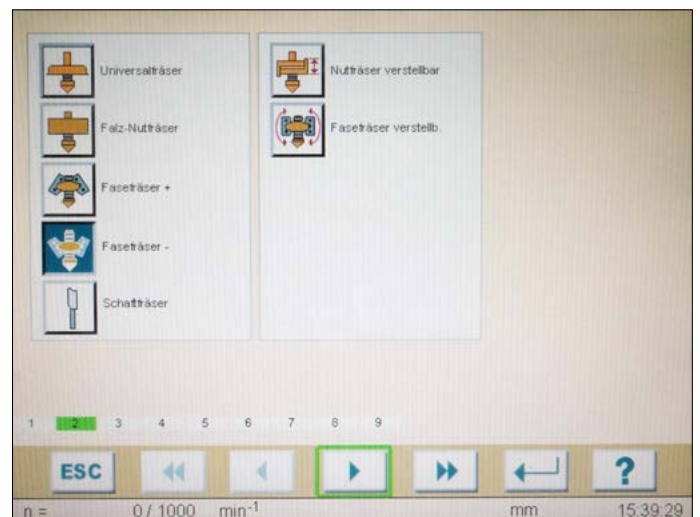 Universalfräser
Falz-Nutfräser
Fasefräser +
Fasefräser -
Schaftfräser
Nutfräser verstellbar
Fasefräser verstellb.
1 2 3 4 5 6 7 8 9
ESC ?
n = 0 / 1000 min-1 mm 15:39:29